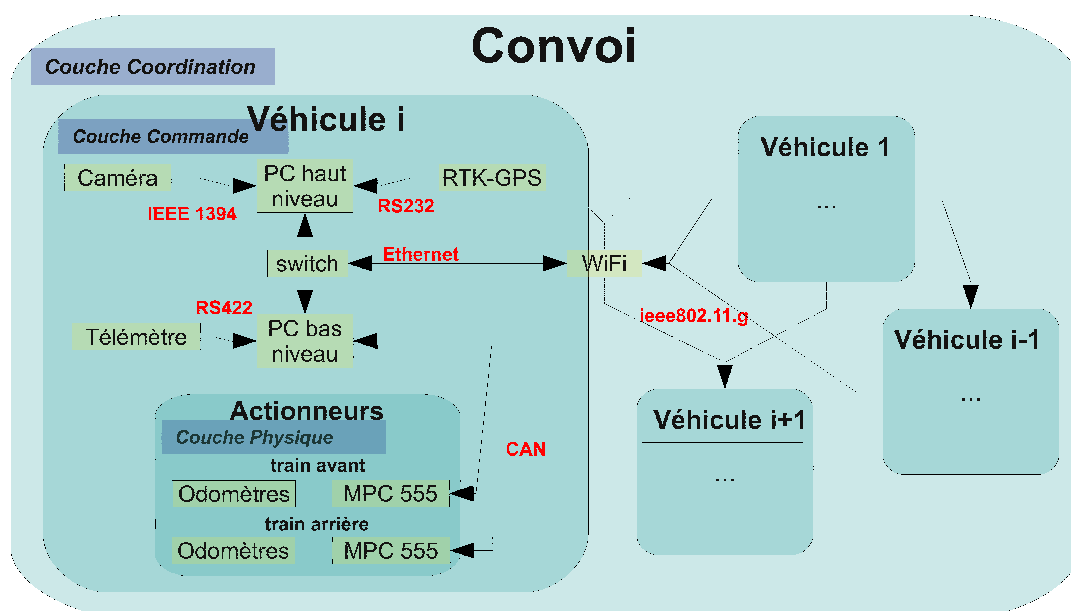 Convoi
Couche Coordination
Véhicule i
Couche Commande
Caméra
PC haut
niveau
RTK-GPS
IEEE 1394
RS232
switch
Ethernet
WiFi
RS422
Télémètre
PC bas
niveau
Actionneurs
Couche Physique
train avant
Odomètres
MPC 555
train arrière
Odomètres
MPC 555
CAN
ieee802.11.g
Véhicule 1
...
Véhicule i-1
...
Véhicule i+1
...